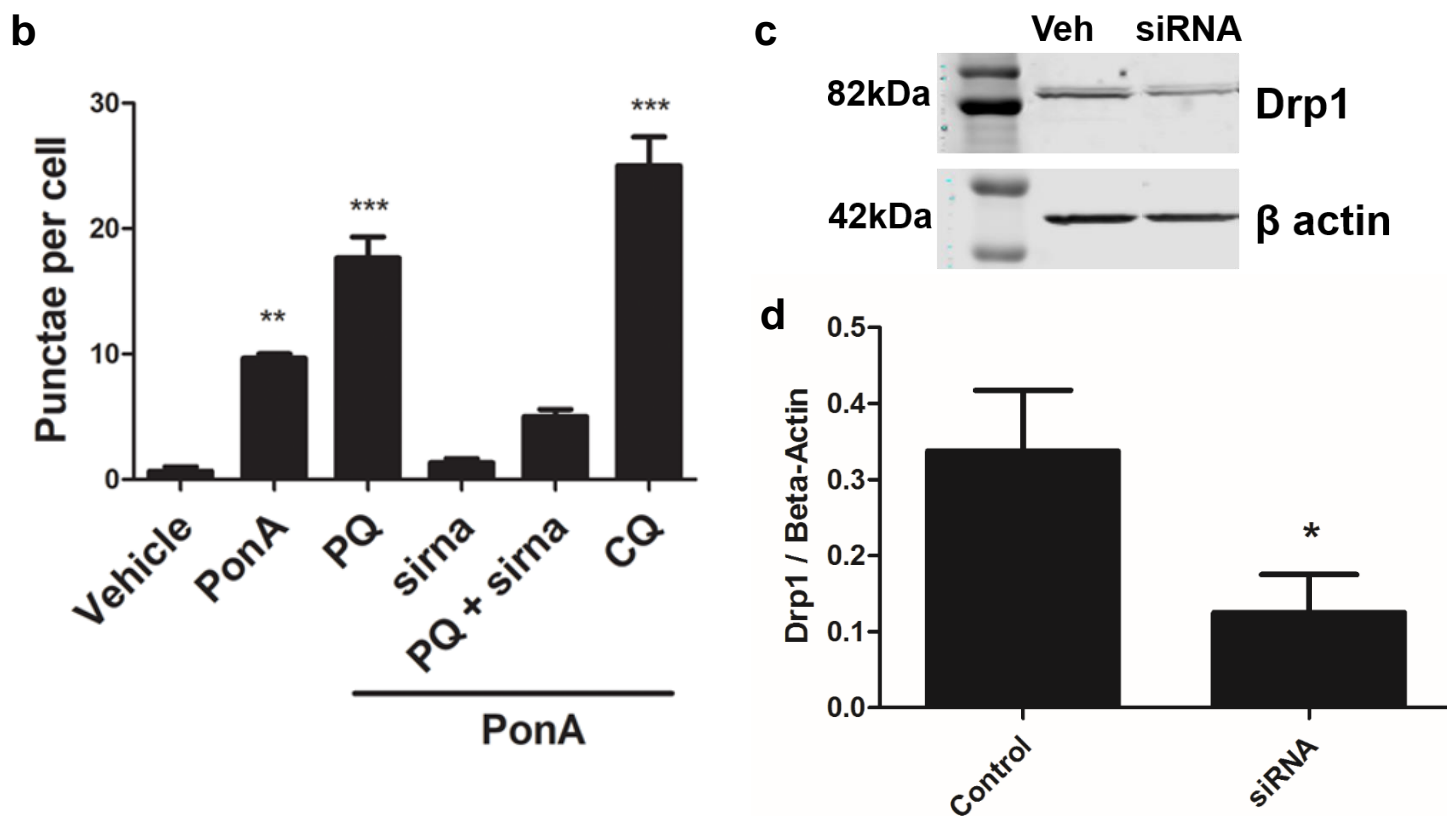 b
Punctae per cell
30
20
10
0
**
***
***
Vehicle
PonA
PQ
sirna
PQ + sirna
CQ
PonA
c
Veh siRNA
82kDa
Drp1
42kDa
β actin
d
Drp1 / Beta-Actin
0.5
0.4
0.3
0.2
0.1
0.0
*
Control
siRNA